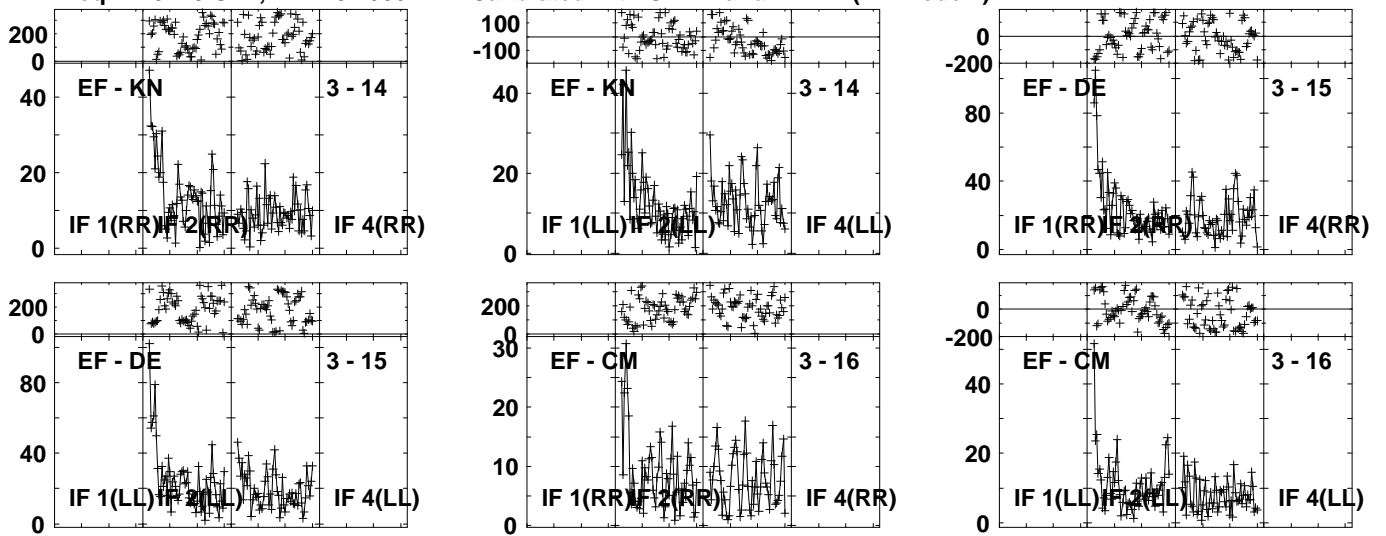 200
0
40
20
0
EF - KN
3 - 14
IF 1(RR)
IF 2(RR)
IF 4(RR)
100
-100
40
20
0
EF - KN
3 - 14
IF 1(LL)
IF 2(LL)
IF 4(LL)
0
-200
80
40
0
EF - DE
3 - 15
IF 1(RR)
IF 2(RR)
IF 4(RR)
200
0
80
40
0
EF - DE
3 - 15
IF 1(LL)
IF 2(LL)
IF 4(LL)
200
0
30
20
10
0
EF - CM
3 - 16
IF 1(RR)
IF 2(RR)
IF 4(RR)
0
-200
40
20
0
EF - CM
3 - 16
IF 1(LL)
IF 2(LL)
IF 4(LL)